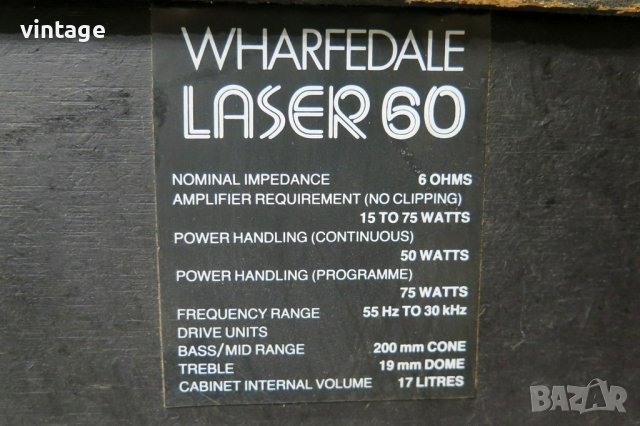 vintage
WHARFEDALE
LASER 60
NOMINAL IMPEDANCE 6 OHMS
AMPLIFIER REQUIREMENT (NO CLIPPING)
15 TO 75 WATTS
POWER HANDLING (CONTINUOUS)
50 WATTS
POWER HANDLING (PROGRAMME)
75 WATTS
FREQUENCY RANGE 55 Hz TO 30 kHz
DRIVE UNITS
BASS/MID RANGE 200 mm CONE
TREBLE 19 mm DOME
CABINET INTERNAL VOLUME 17 LITRES
BAZAR